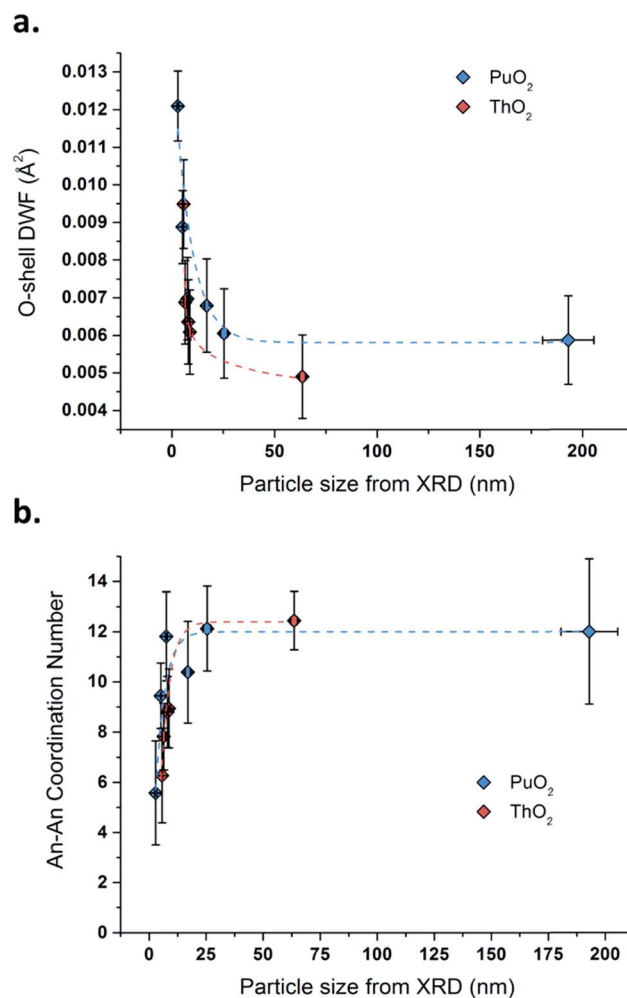 a.
0.013
0.012
0.011
0.010
0.009
0.008
0.007
0.006
0.005
0.004
O-shell DWF (Å²)
PuO₂
ThO₂
0 50 100 150 200
Particle size from XRD (nm)
b.
14
12
10
8
6
4
2
0
An-An Coordination Number
PuO₂
ThO₂
0 25 50 75 100 125 150 175 200
Particle size from XRD (nm)